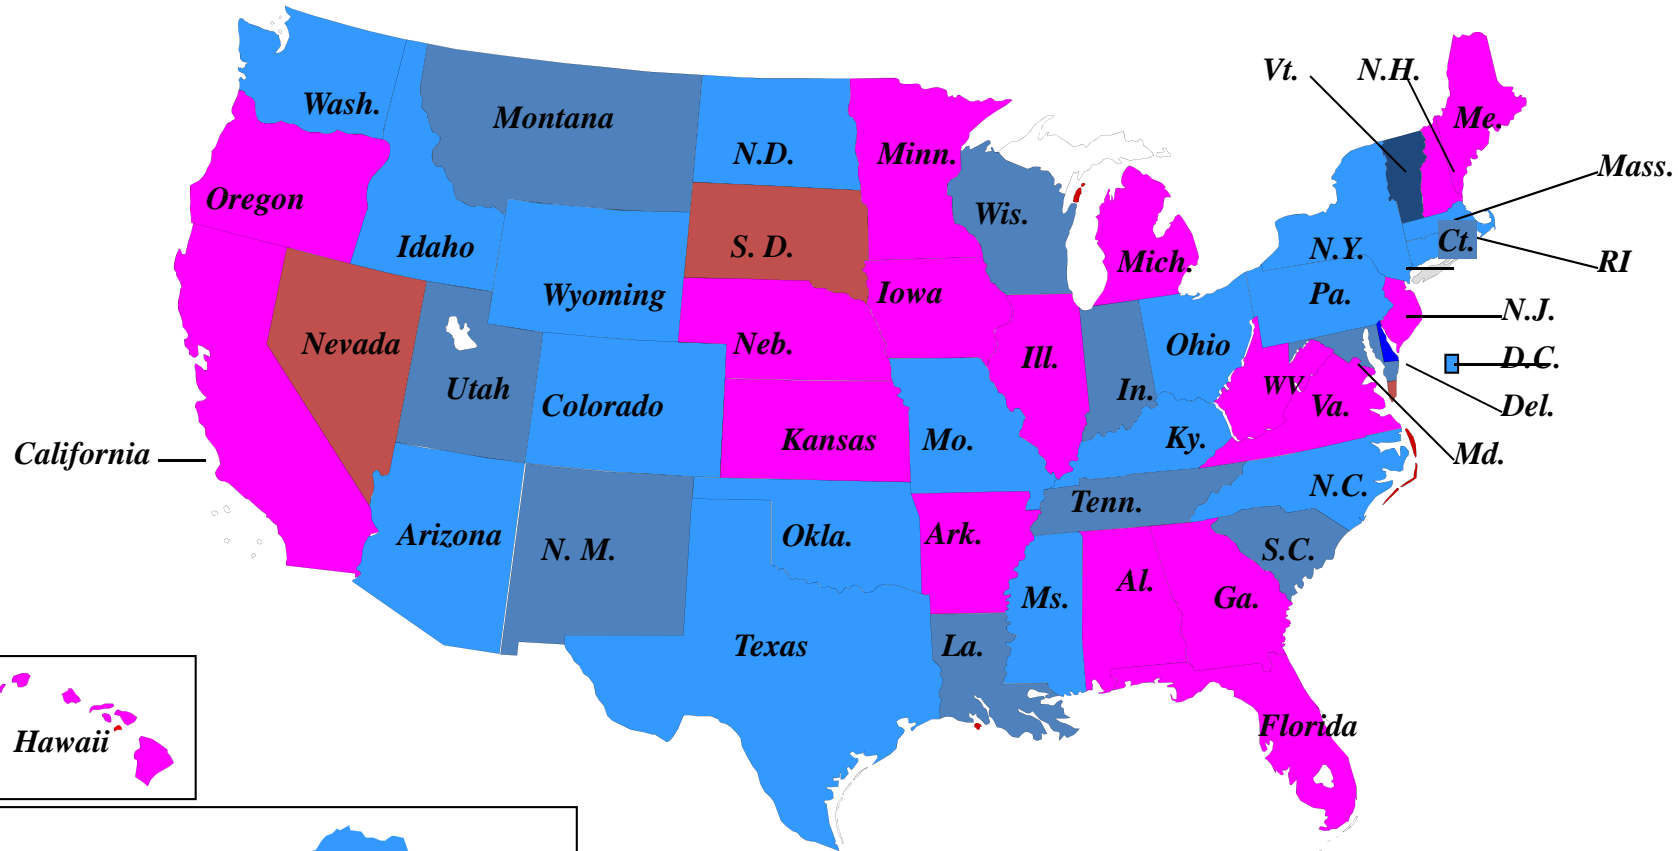 Vt.
N.H.
Me.
Wash.
Montana
N.D.
Minn.
Mass.
Oregon
Wis.
Idaho
S. D.
Mich.
N.Y.
Ct.
RI
Wyoming
Iowa
Pa.
N.J.
Nevada
Neb.
Ill.
Ohio
D.C.
Utah
Colorado
In.
WV
Va.
Del.
California
Kansas
Mo.
Ky.
Md.
Tenn.
N.C.
Arizona
N. M.
Okla.
Ark.
S.C.
Ms.
Al.
Ga.
Texas
La.
Florida
Hawaii